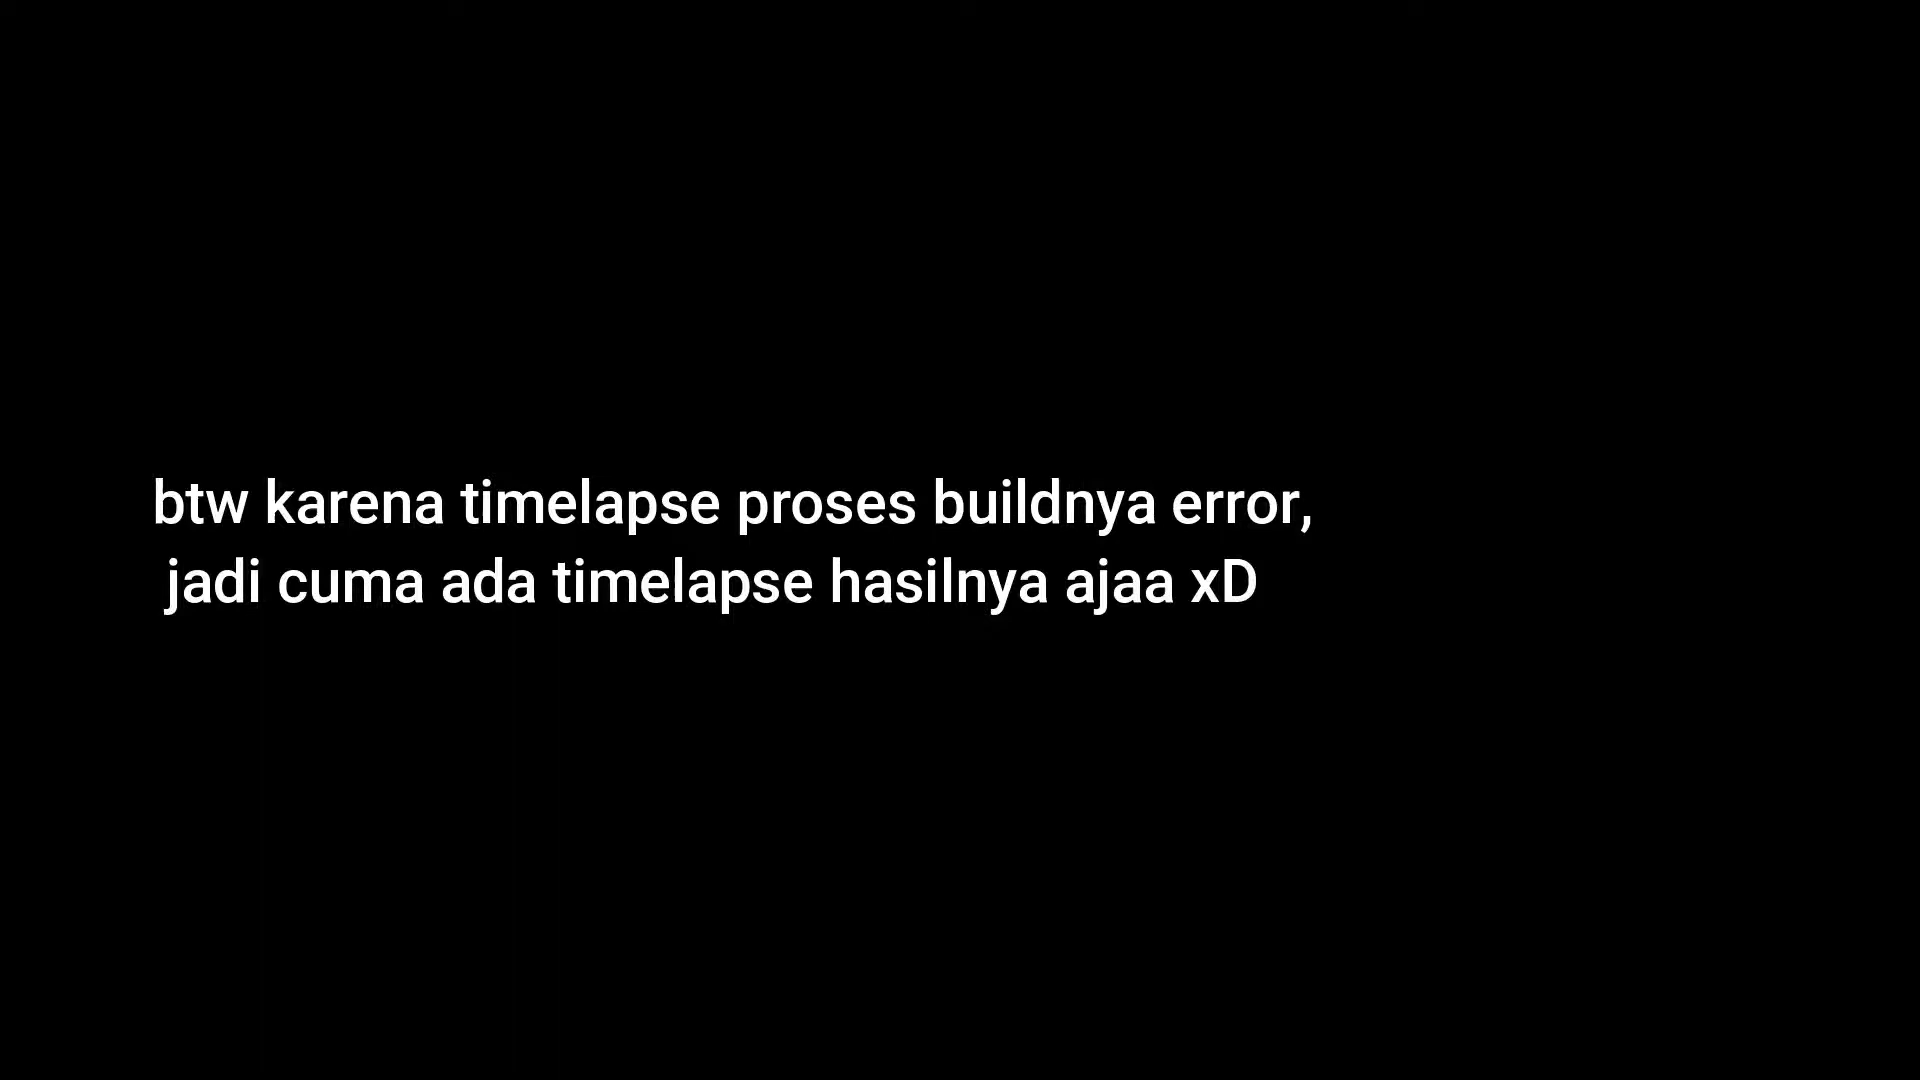 btw karena timelapse proses buildnya error,
jadi cuma ada timelapse hasilnya ajaa xD